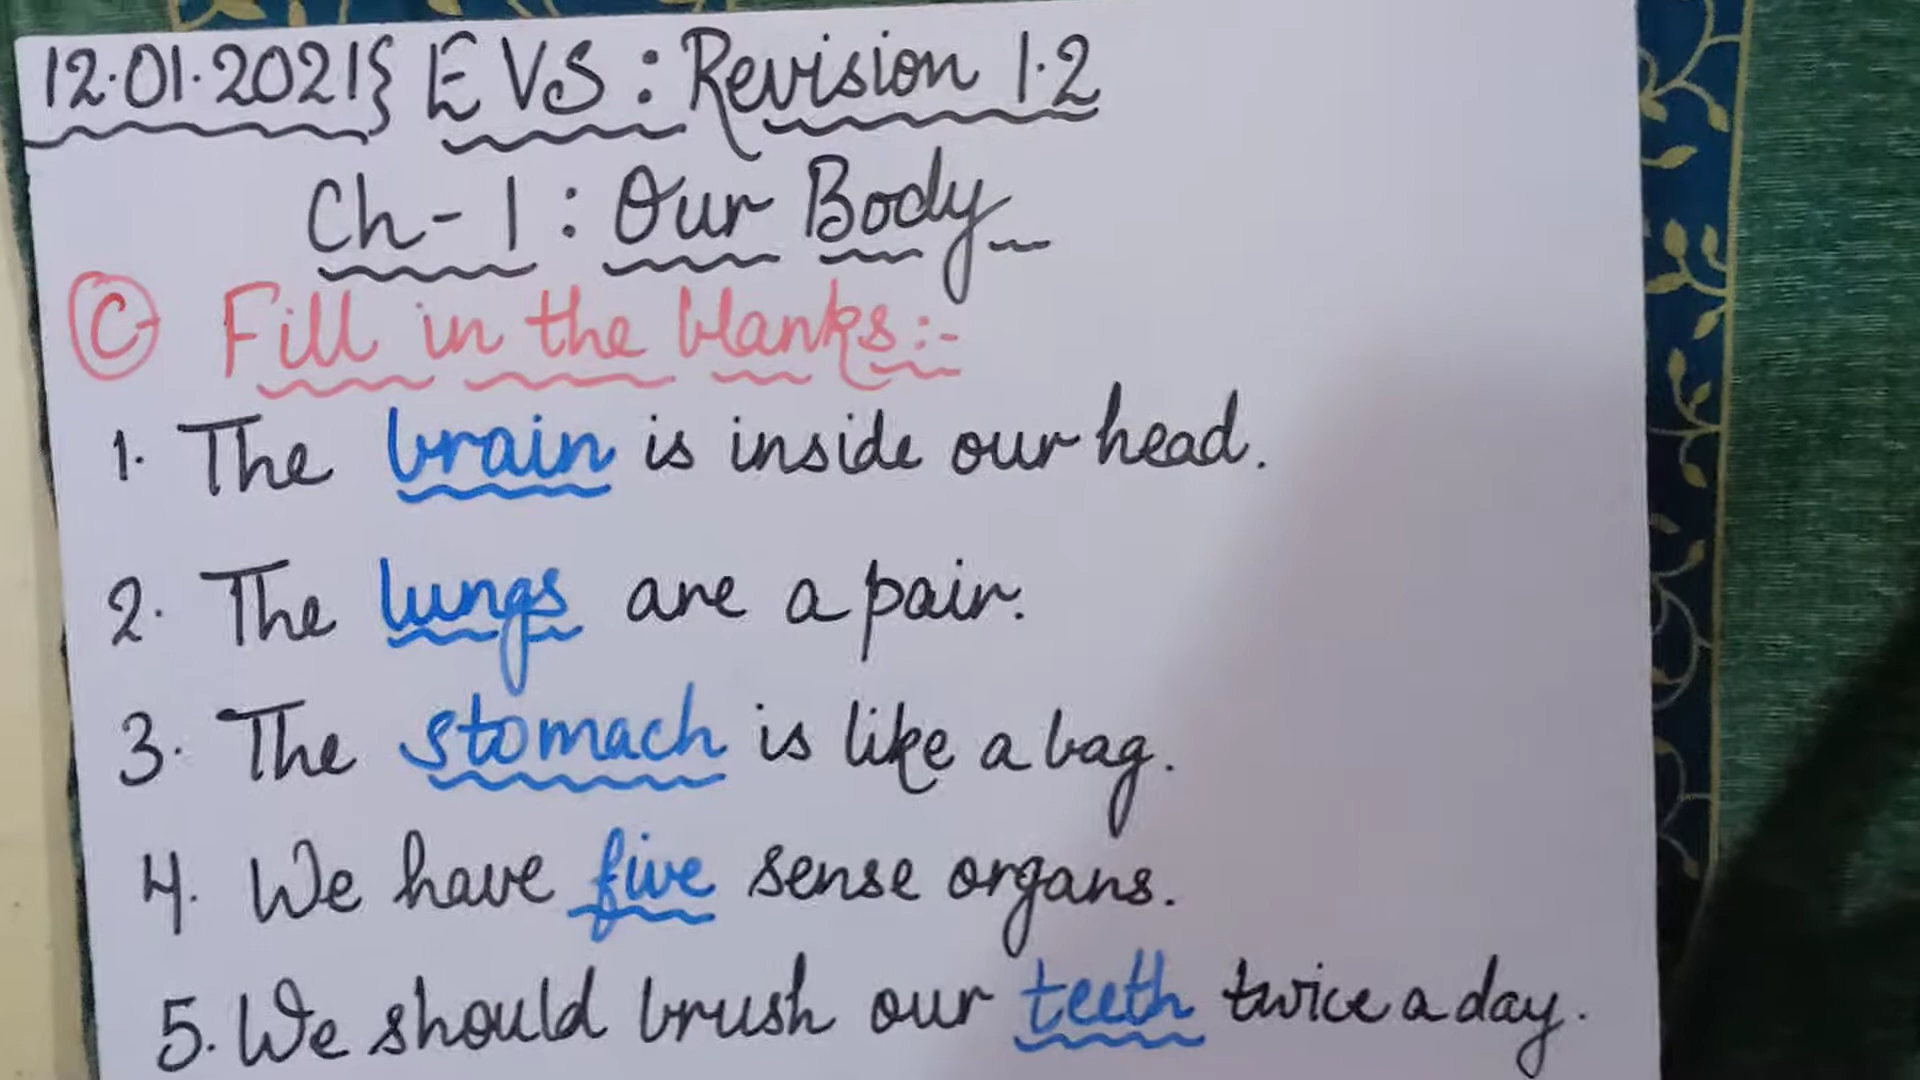 12.01.2021} EVS : Revision 1.2
Ch-1 : Our Body
C Fill in the blanks:-
1. The brain is inside our head.
2. The lungs are a pair.
3. The stomach is like a bag.
4. We have five sense organs.
5. We should brush our teeth twice a day.